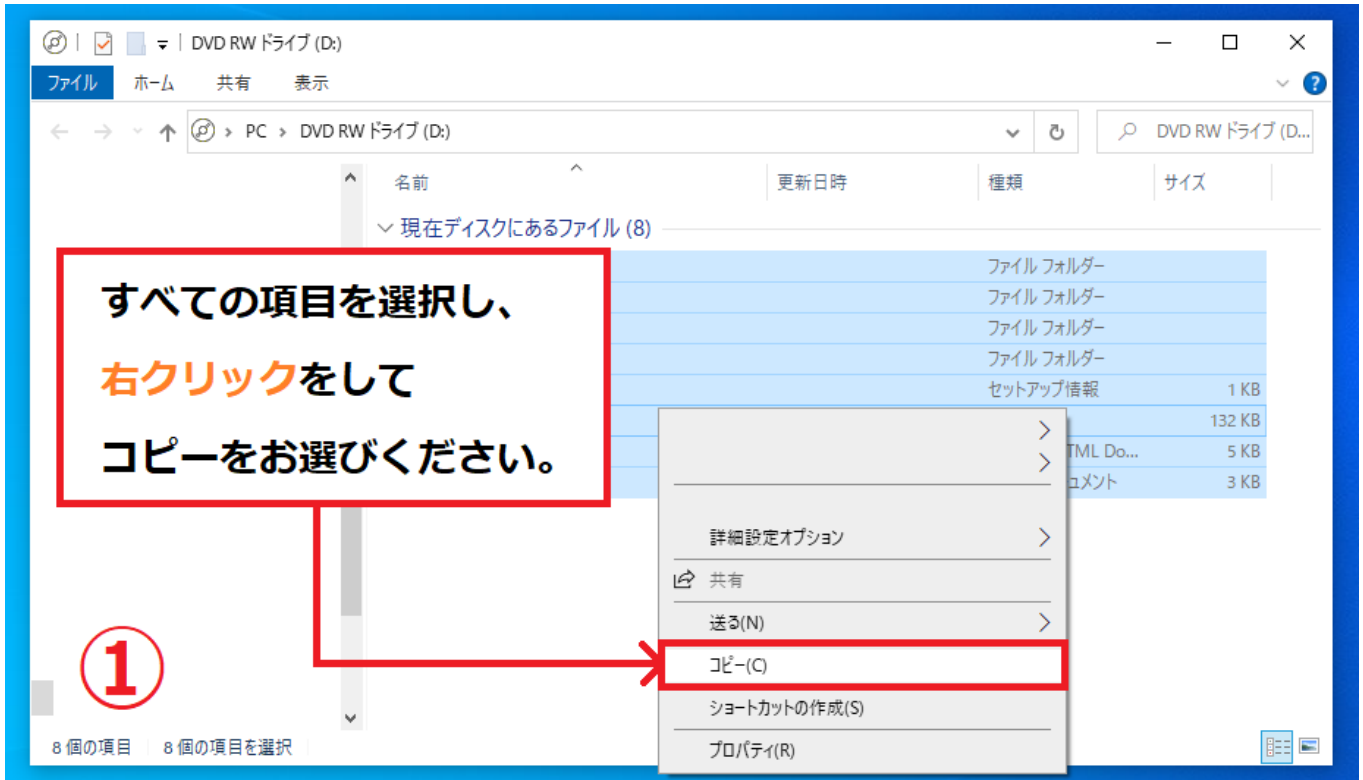 DVD RW ドライブ (D:)
ファイル ホーム 共有 表示
PC > DVD RW ドライブ (D:) DVD RW ドライブ (D...
名前 更新日時 種類 サイズ
現在ディスクにあるファイル (8)
ファイル フォルダー
ファイル フォルダー
ファイル フォルダー
ファイル フォルダー
セットアップ情報 1 KB
132 KB
TML Do... 5 KB
ュメント 3 KB
すべての項目を選択し、
右クリックをして
コピーをお選びください。
詳細設定オプション
共有
送る(N)
コピー(C)
ショートカットの作成(S)
プロパティ(R)
①
8 個の項目 8 個の項目を選択